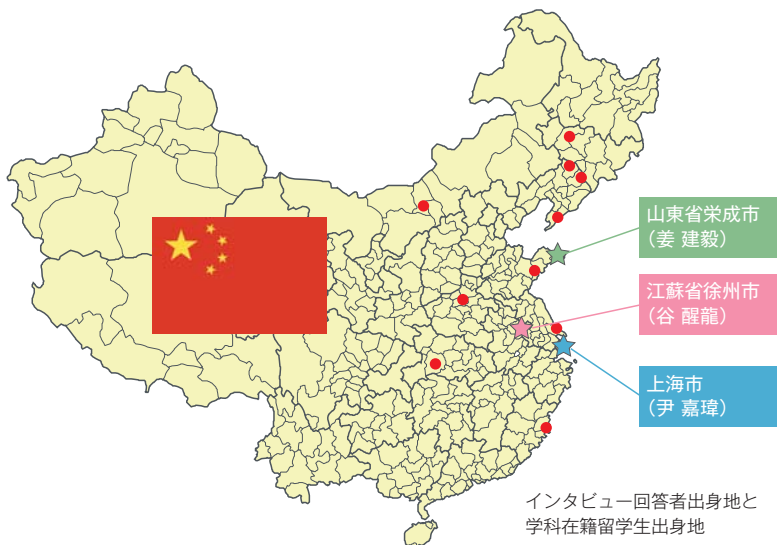 山東省栄成市
（姜 建毅）
江蘇省徐州市
（谷 醒龍）
上海市
（尹 嘉瑋）
インタビュー回答者出身地と
学科在籍留学生出身地